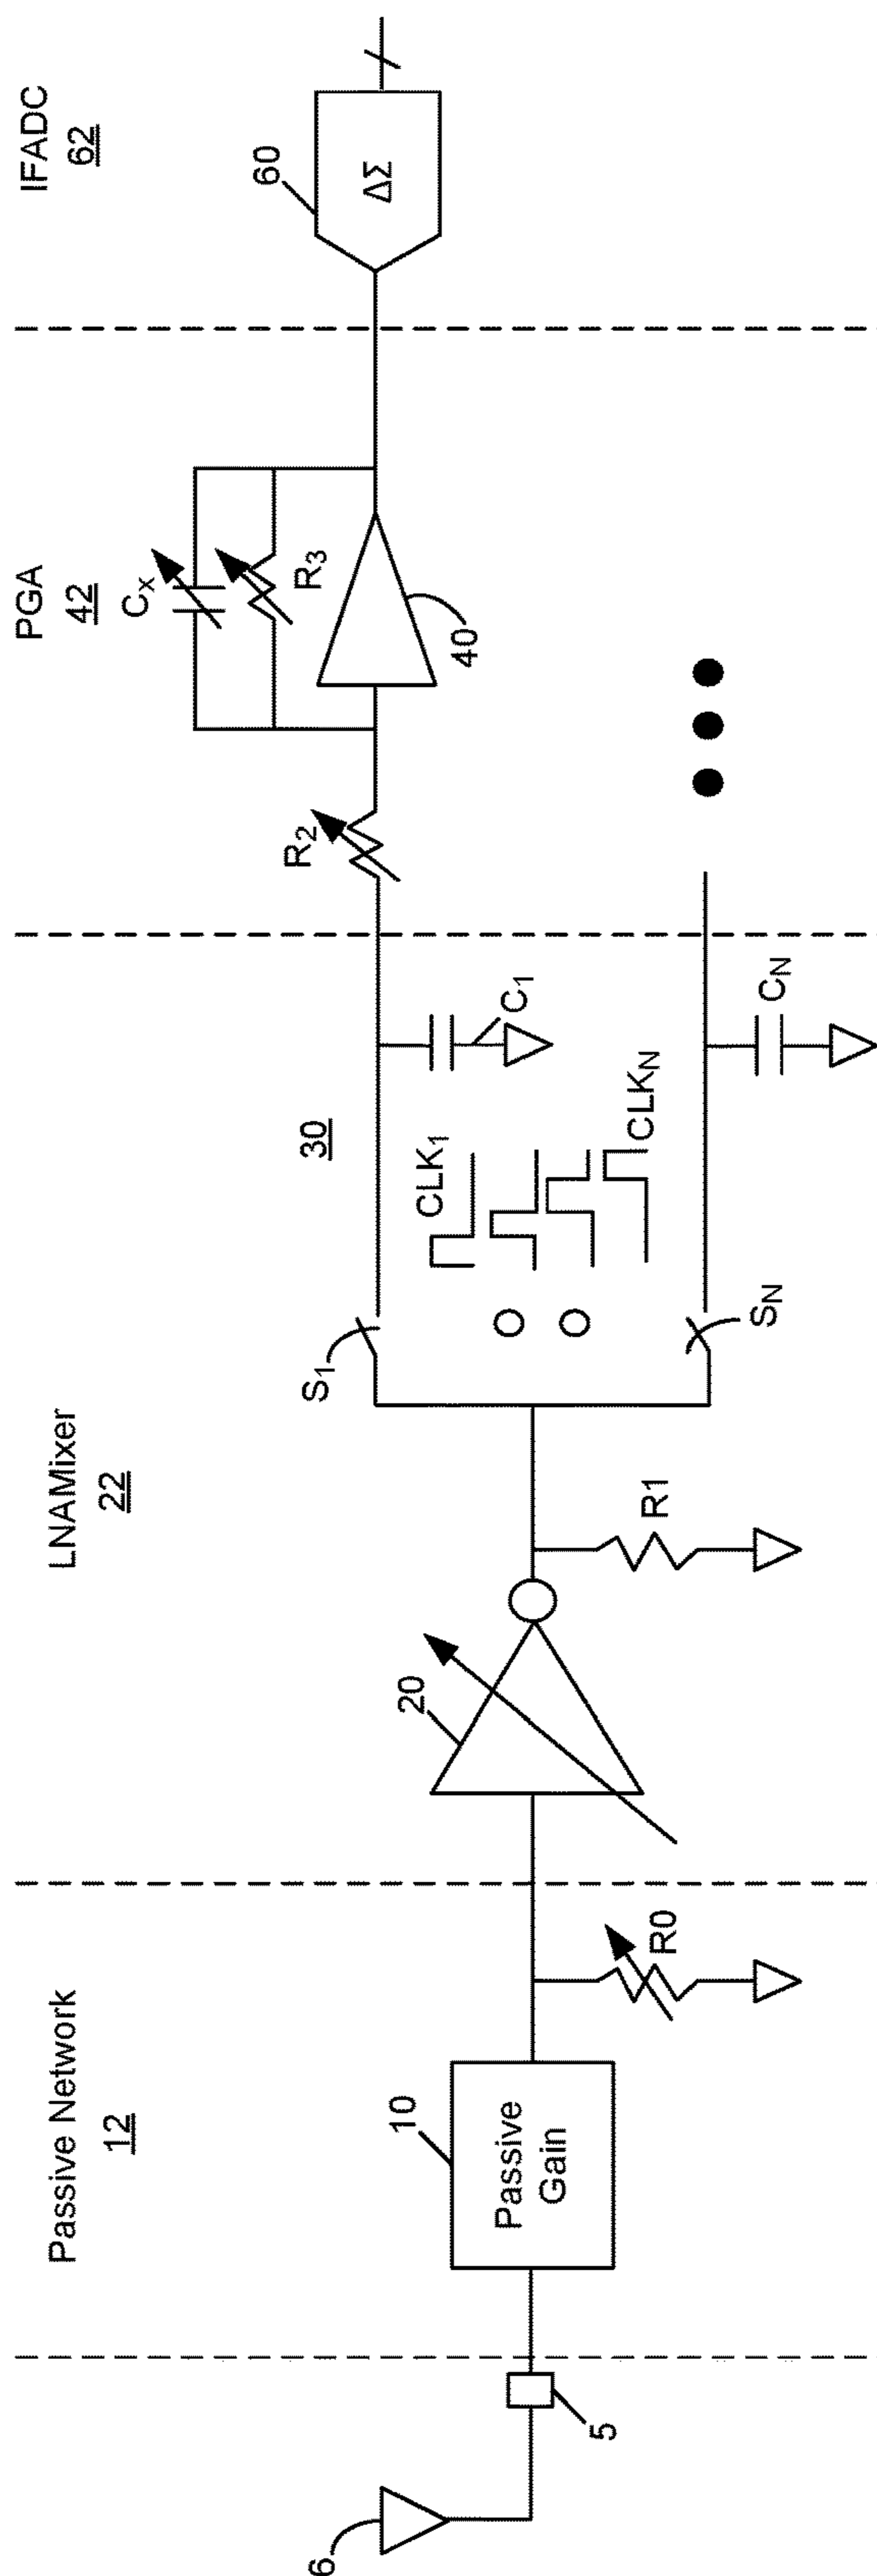 Passive Network
12
LNAMixer
22
PGA
42
IFADC
62
6
5
10
Passive
Gain
R0
20
R1
30
S1
SN
CLK1
CLKN
C1
CN
R2
Cx
R3
40
60
ΔΣ